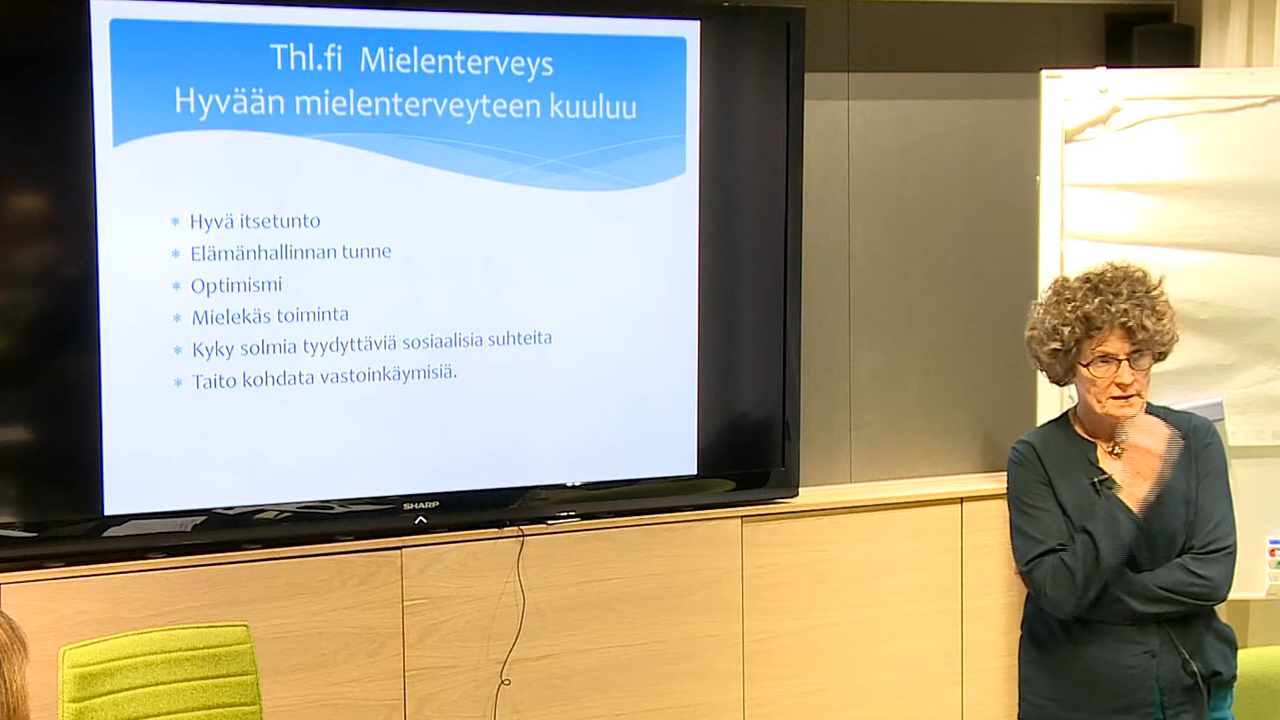 Thl.fi Mielenterveys
Hyvään mielenterveyteen kuuluu
* Hyvä itsetunto
* Elämänhallinnan tunne
* Optimismi
* Mielekäs toiminta
* Kyky solmia tyydyttäviä sosiaalisia suhteita
* Taito kohdata vastoinkäymisiä.
SHARP